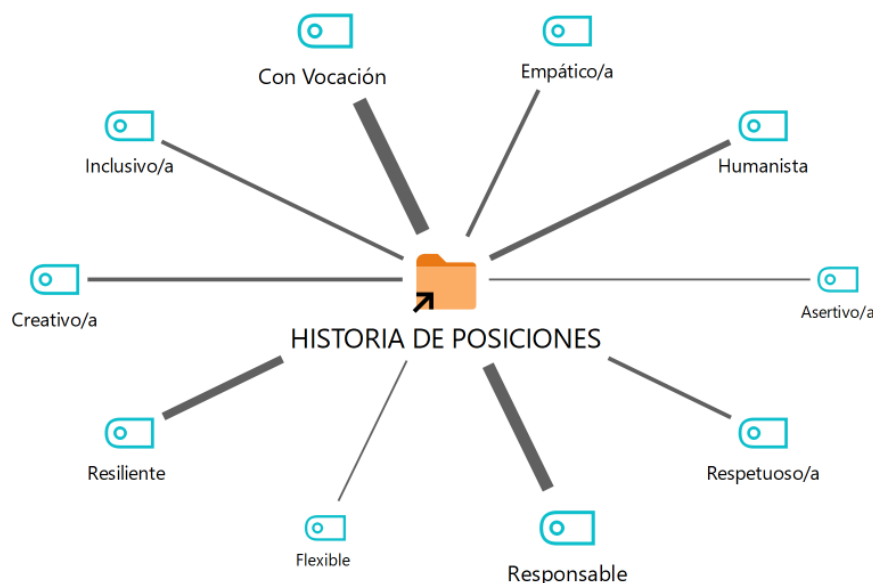 Con Vocación
Empático/a
Inclusivo/a
Humanista
Creativo/a
Asertivo/a
HISTORIA DE POSICIONES
Resiliente
Respetuoso/a
Flexible
Responsable